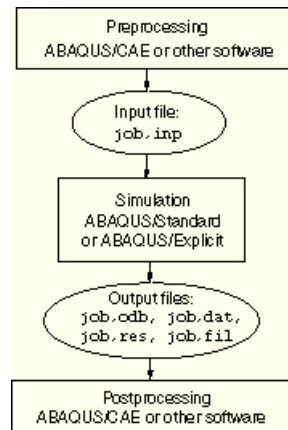 Preprocessing
ABAQUS/CAE or other software
Input file:
job.inp
Simulation
ABAQUS/Standard
or ABAQUS/Explicit
Output files:
job.odb, job.dat,
job.res, job.fil
Postprocessing
ABAQUS/CAE or other software